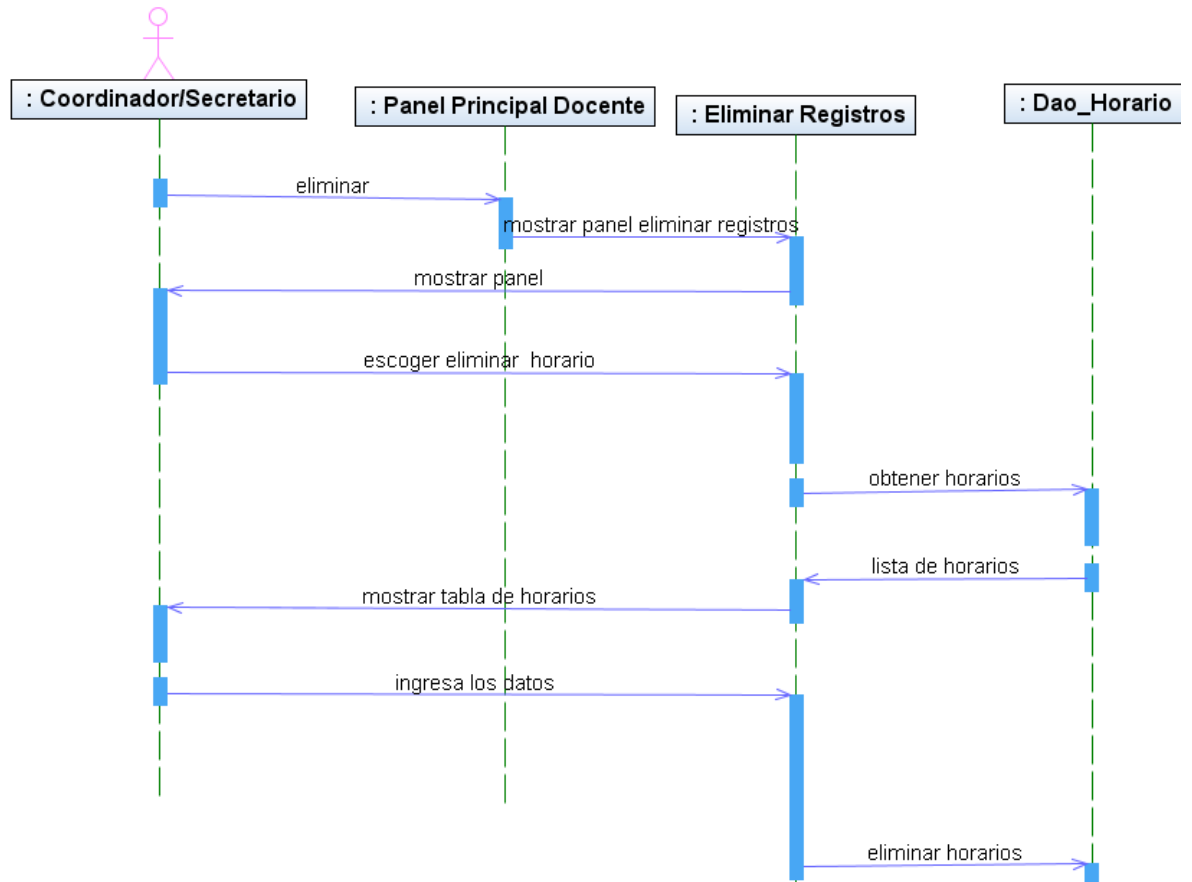 : Coordinador/Secretario
: Panel Principal Docente
: Eliminar Registros
: Dao_Horario
eliminar
mostrar panel eliminar registros
mostrar panel
escoger eliminar horario
obtener horarios
lista de horarios
mostrar tabla de horarios
ingresa los datos
eliminar horarios